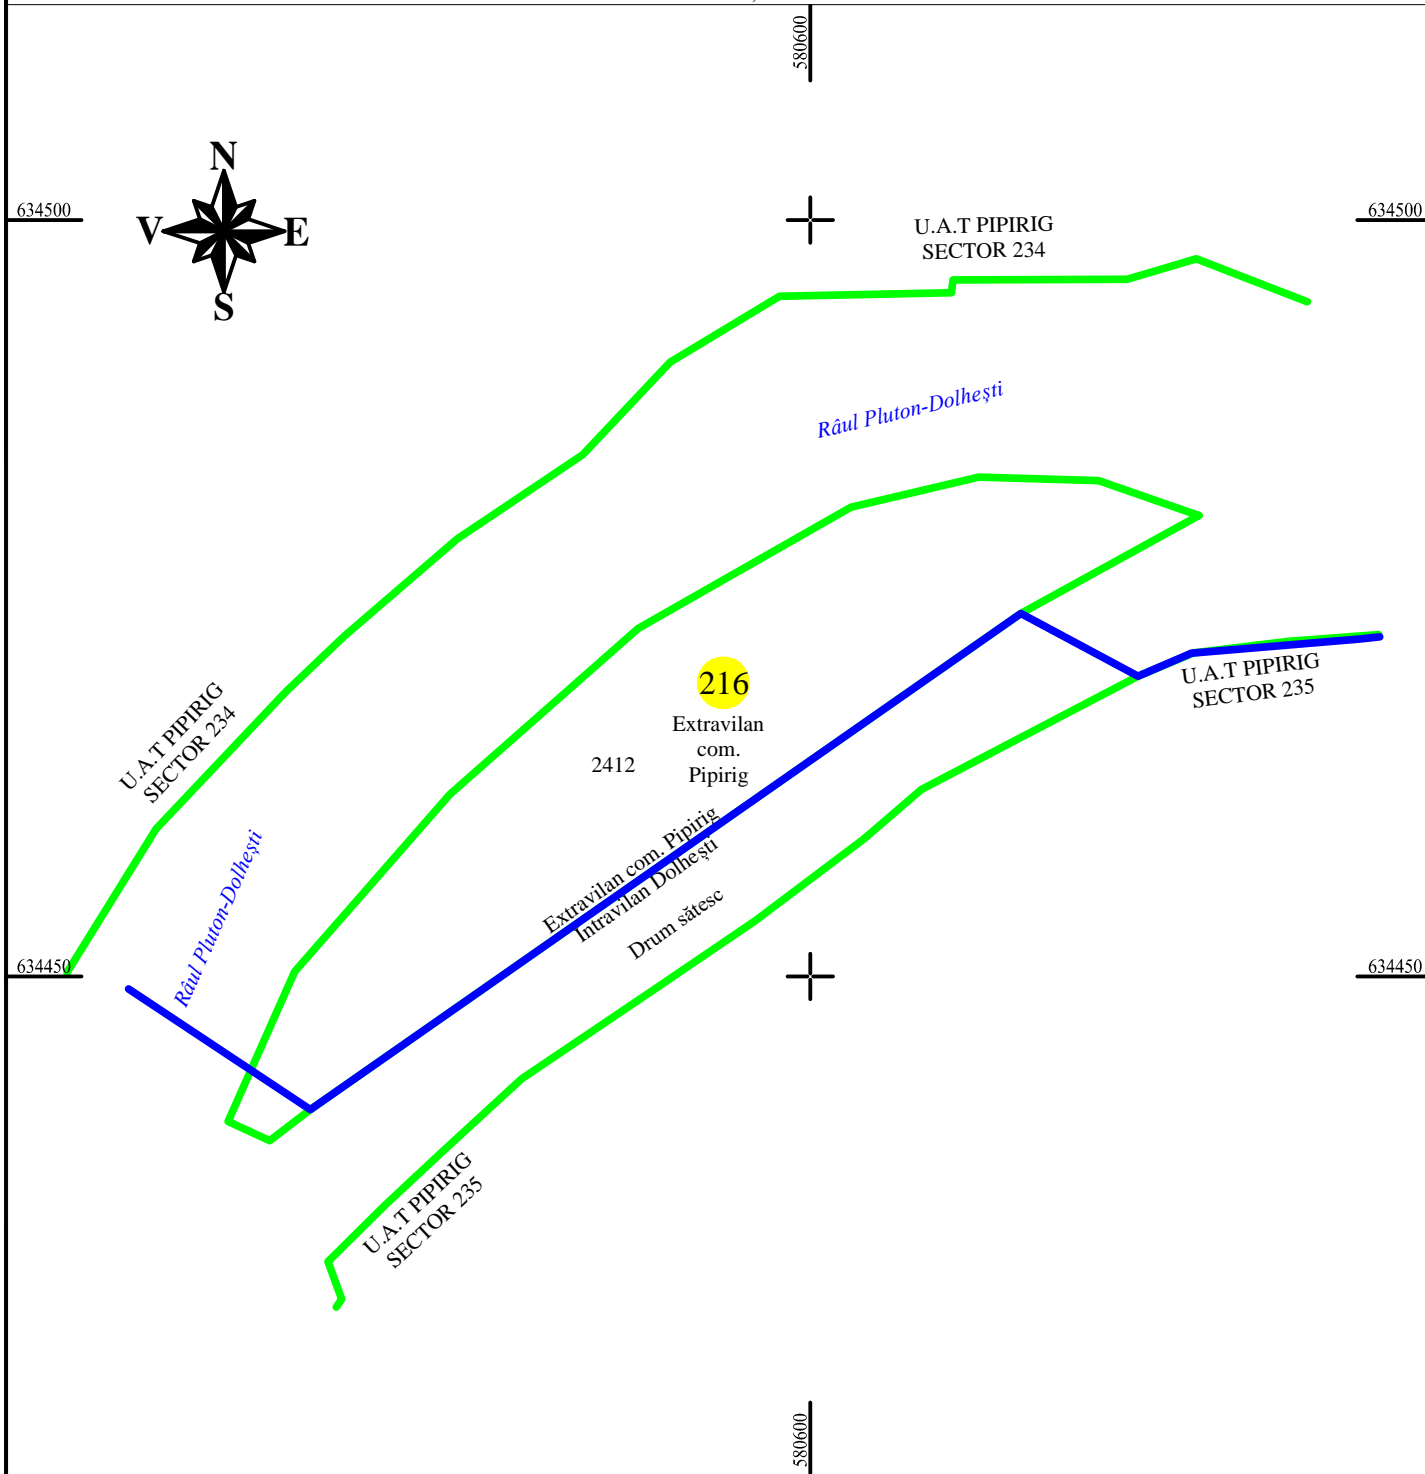 580600
N
V E
S
634500
634500
U.A.T PIPIRIG
SECTOR 234
Râul Pluton-Dolhești
216
Extravilan
com.
Pipirig
2412
U.A.T PIPIRIG
SECTOR 235
U.A.T PIPIRIG
SECTOR 234
Râul Pluton-Dolhești
Extravilan com. Pipirig
Intravilan Dolhești
Drum sătesc
634450
634450
U.A.T PIPIRIG
SECTOR 235
580600